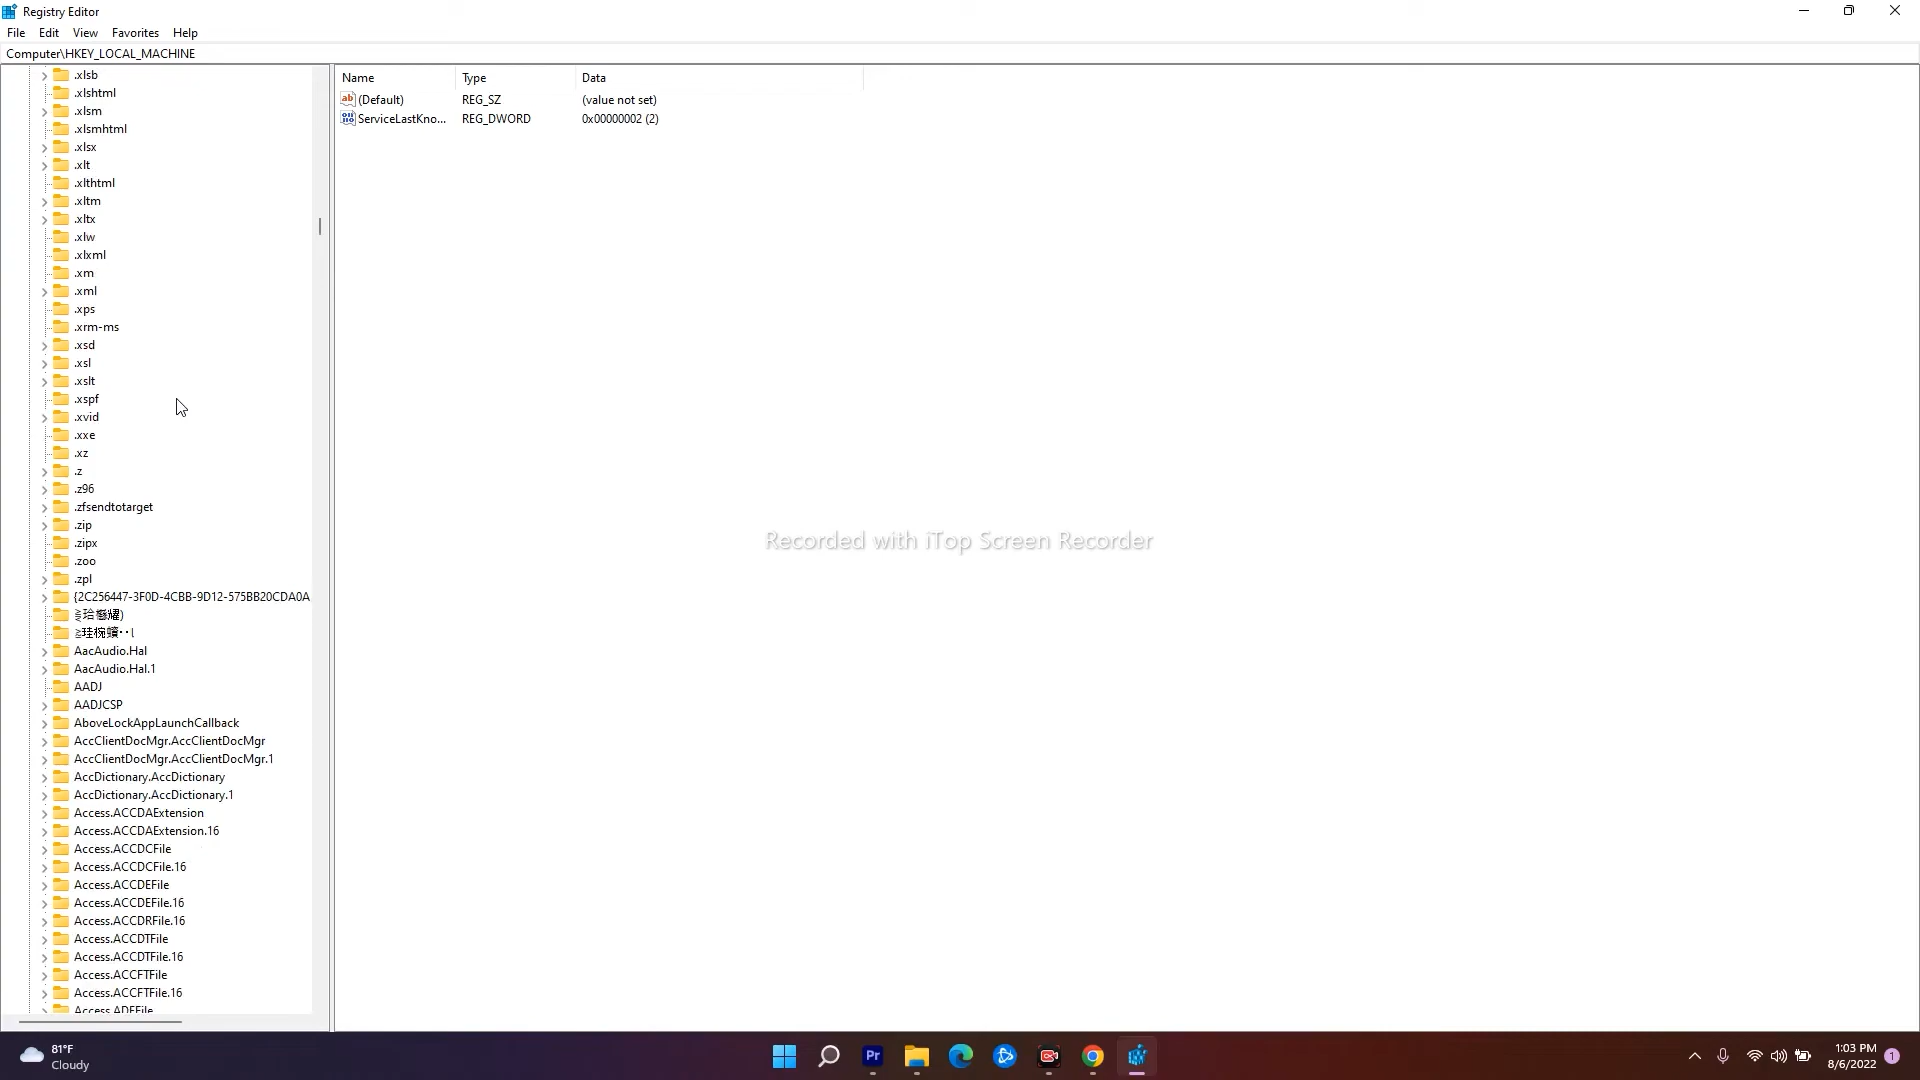 Registry Editor
File Edit View Favorites Help
Computer\HKEY_LOCAL_MACHINE
.xlsb
.xlshtml
.xlsm
.xlsmhtml
.xlsx
.xlt
.xlthtml
.xltm
.xltx
.xlw
.xlxml
.xm
.xml
.xps
.xrm-ms
.xsd
.xsl
.xslt
.xspf
.xvid
.xxe
.xz
.z
.z96
.zfsendtotarget
.zip
.zipx
.zoo
.zpl
{2C256447-3F0D-4CBB-9D12-575BB20CDA0A
AacAudio.Hal
AacAudio.Hal.1
AADJ
AADJCSP
AboveLockAppLaunchCallback
AccClientDocMgr.AccClientDocMgr
AccClientDocMgr.AccClientDocMgr.1
AccDictionary.AccDictionary
AccDictionary.AccDictionary.1
Access.ACCDAExtension
Access.ACCDAExtension.16
Access.ACCDCFile
Access.ACCDCFile.16
Access.ACCDEFile
Access.ACCDEFile.16
Access.ACCDRFile.16
Access.ACCDTFile
Access.ACCDTFile.16
Access.ACCFTFile
Access.ACCFTFile.16
Access.ADEFile
Name Type Data
(Default) REG_SZ (value not set)
ServiceLastKno... REG_DWORD 0x00000002 (2)
Recorded with iTop Screen Recorder
81°F
Cloudy
Pr
1:03 PM
8/6/2022
1